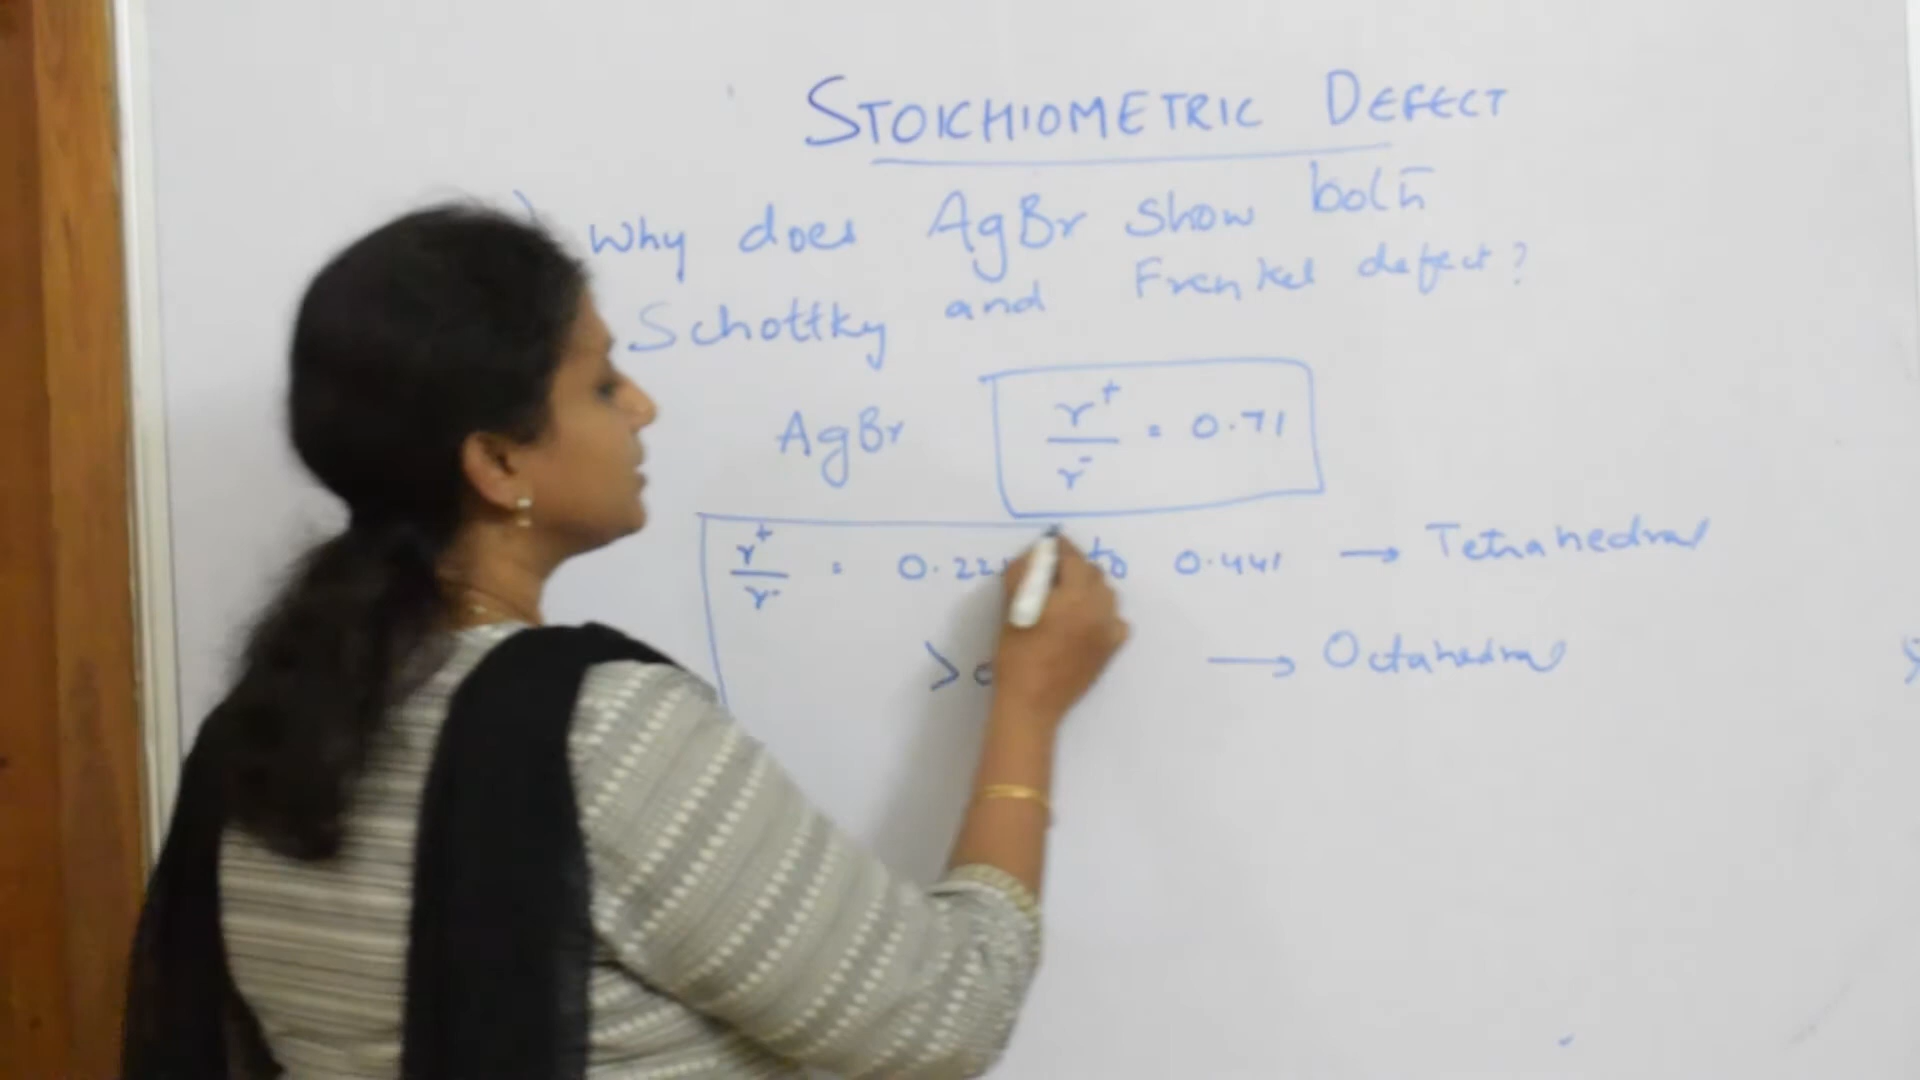 STOICHIOMETRIC DEFECT
) Why does AgBr show both
Schottky and Frenkel defect?
AgBr r⁺/r⁻ = 0.71
r⁺/r⁻ = to 0.441 → Tetrahedral
> → Octahedral